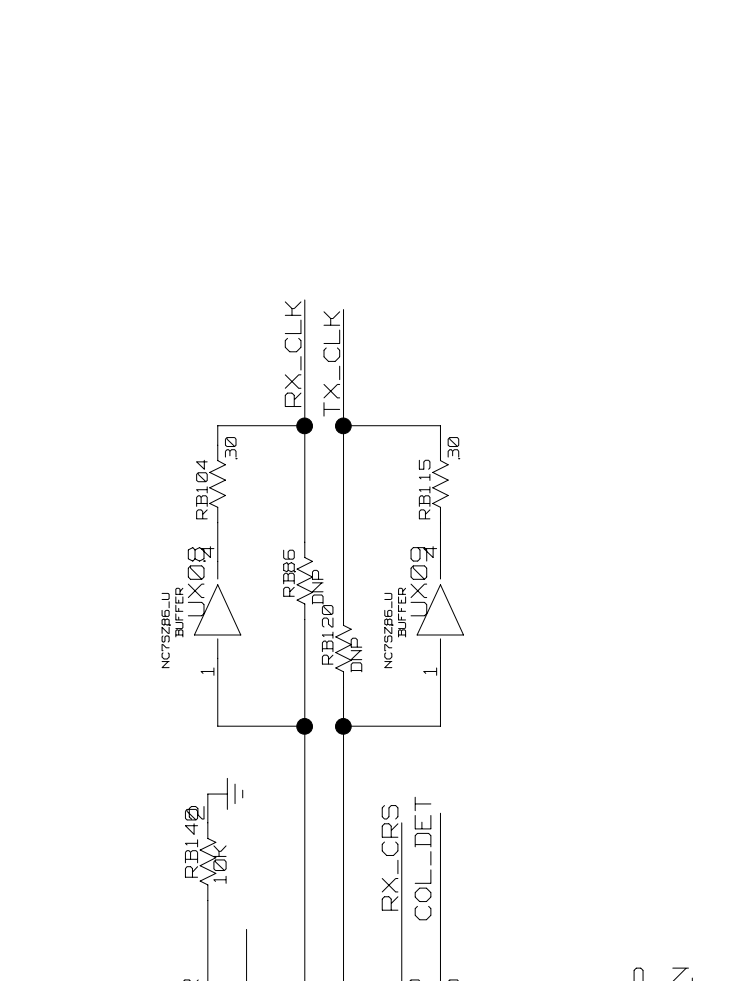 RX_CLK
TX_CLK
30
RB104
30
RB115
4
UX08
NC7SZ86_U
BUFFER
1
RB86
DNP
RB120
DNP
4
UX09
NC7SZ86_U
BUFFER
1
RB140
2
10K
RX_CRS
COL_DET